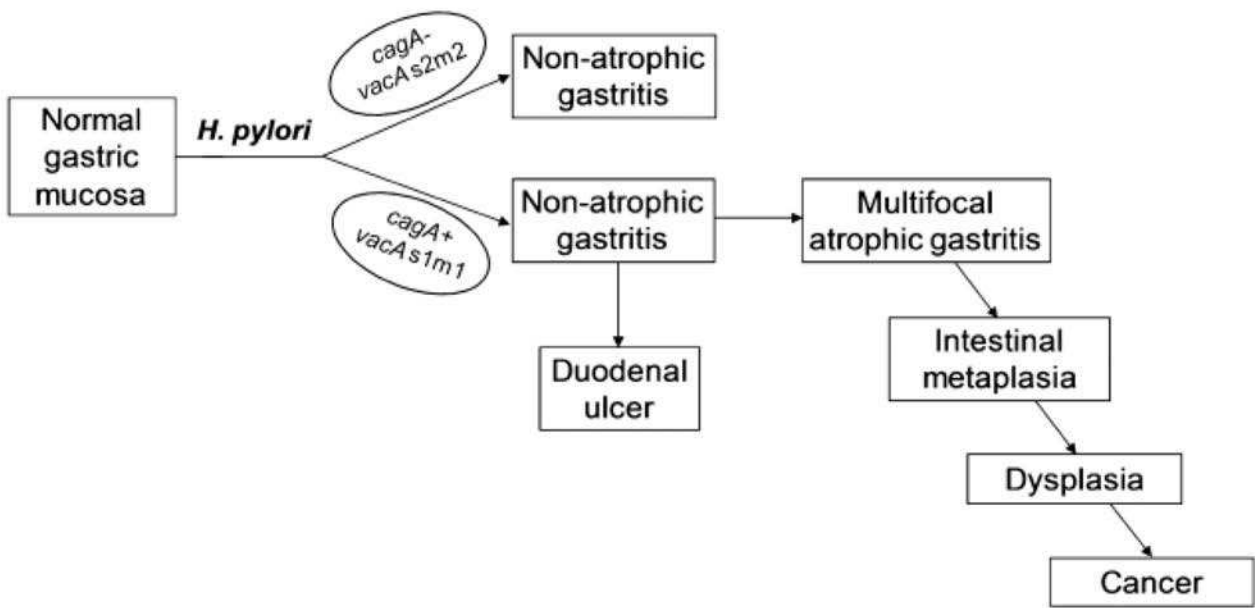 cagA-
vacA s2m2
Non-atrophic
gastritis
Normal
gastric
mucosa
H. pylori
cagA+
vacA s1m1
Non-atrophic
gastritis
Multifocal
atrophic gastritis
Duodenal
ulcer
Intestinal
metaplasia
Dysplasia
Cancer